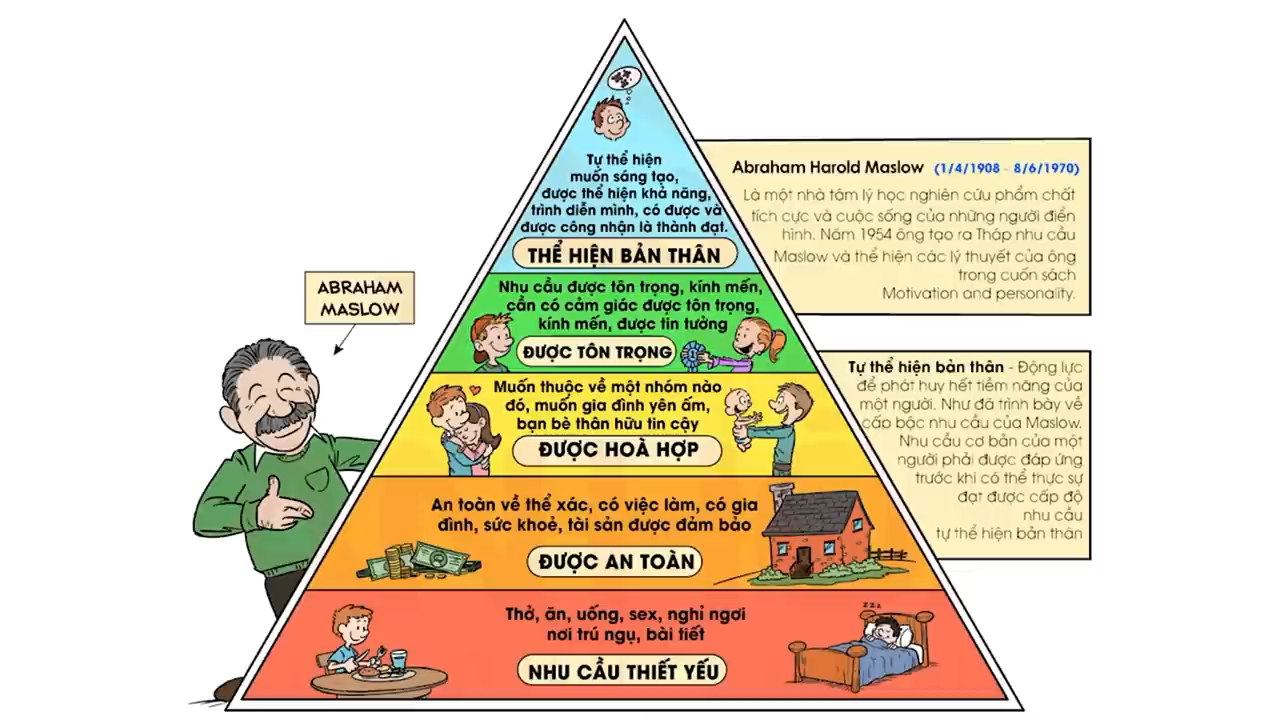 Tự thể hiện
muốn sáng tạo,
được thể hiện khả năng,
trình diễn mình, có được và
được công nhận là thành đạt.
THỂ HIỆN BẢN THÂN
Nhu cầu được tôn trọng, kính mến,
cần có cảm giác được tôn trọng,
kính mến, được tin tưởng
ĐƯỢC TÔN TRỌNG
1
Muốn thuộc về một nhóm nào
đó, muốn gia đình yên ấm,
bạn bè thân hữu tin cậy
ĐƯỢC HOÀ HỢP
An toàn về thể xác, có việc làm, có gia
đình, sức khoẻ, tài sản được đảm bảo
ĐƯỢC AN TOÀN
Thở, ăn, uống, sex, nghỉ ngơi
nơi trú ngụ, bài tiết
zzz
NHU CẦU THIẾT YẾU
ABRAHAM
MASLOW
Abraham Harold Maslow (1/4/1908 - 8/6/1970)
Là một nhà tâm lý học nghiên cứu phẩm chất
tích cực và cuộc sống của những người điển
hình. Năm 1954 ông tạo ra Tháp nhu cầu
Maslow và thể hiện các lý thuyết của ông
trong cuốn sách
Motivation and personality.
Tự thể hiện bản thân - Động lực
để phát huy hết tiềm năng của
một người. Như đã trình bày về
cấp bậc nhu cầu của Maslow.
Nhu cầu cơ bản của một
người phải được đáp ứng
trước khi có thể thực sự
đạt được cấp độ
nhu cầu
tự thể hiện bản thân